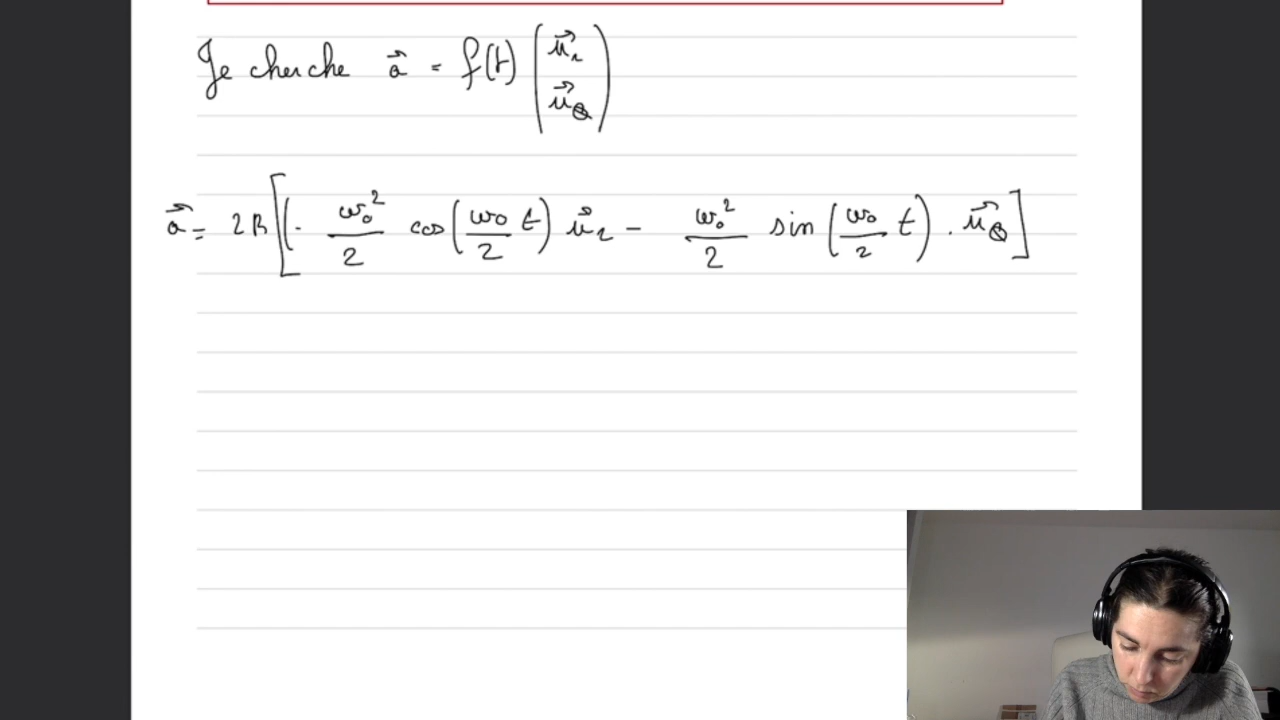 Je cherche a⃗ = f(t) (u⃗r
u⃗θ)
a⃗ = 2R [(- ω₀²/2 cos(ω₀/2 t) u⃗r - ω₀²/2 sin(ω₀/2 t) . u⃗θ]